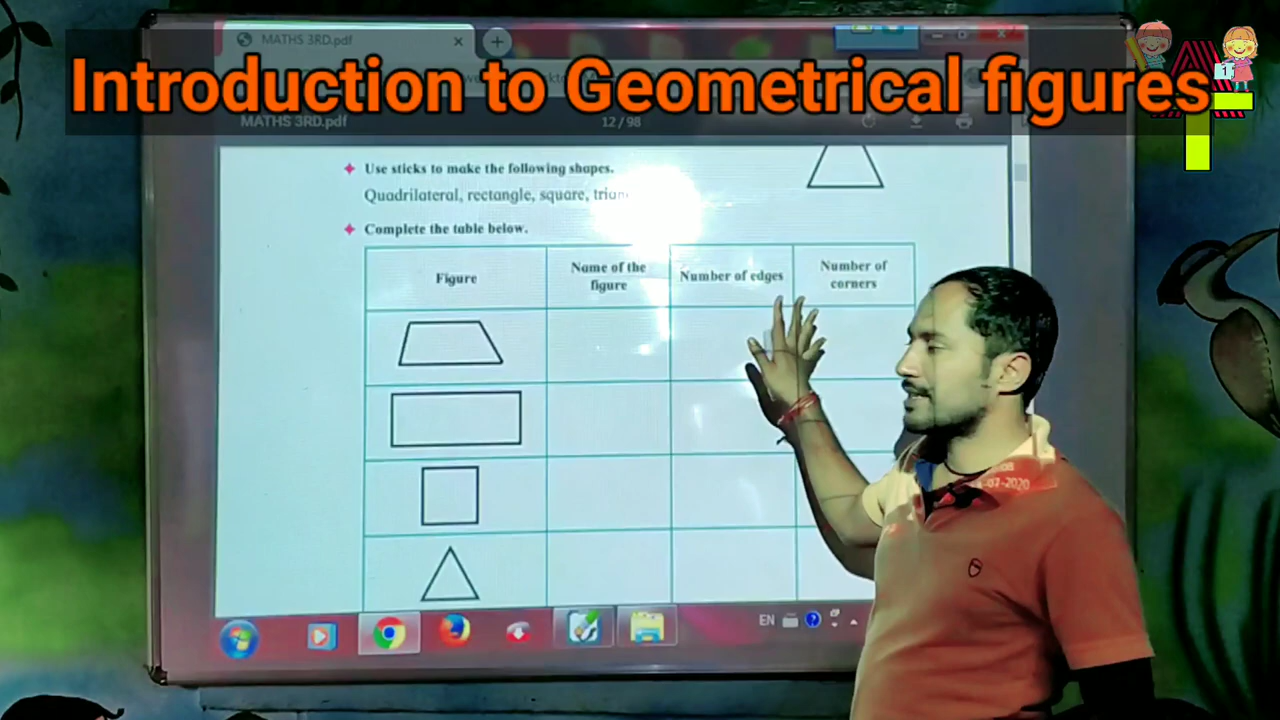 MATHS 3RD.pdf
Introduction to Geometrical figures
MATHS 3RD.pdf
12 / 98
Use sticks to make the following shapes.
Quadrilateral, rectangle, square,
Complete the table below.
Figure
Name of the figure
Number of edges
Number of corners
EN
-07-2020